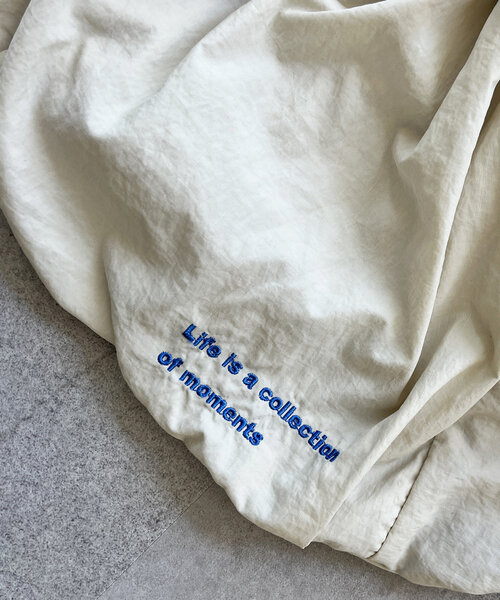 Life is a collection
of moments